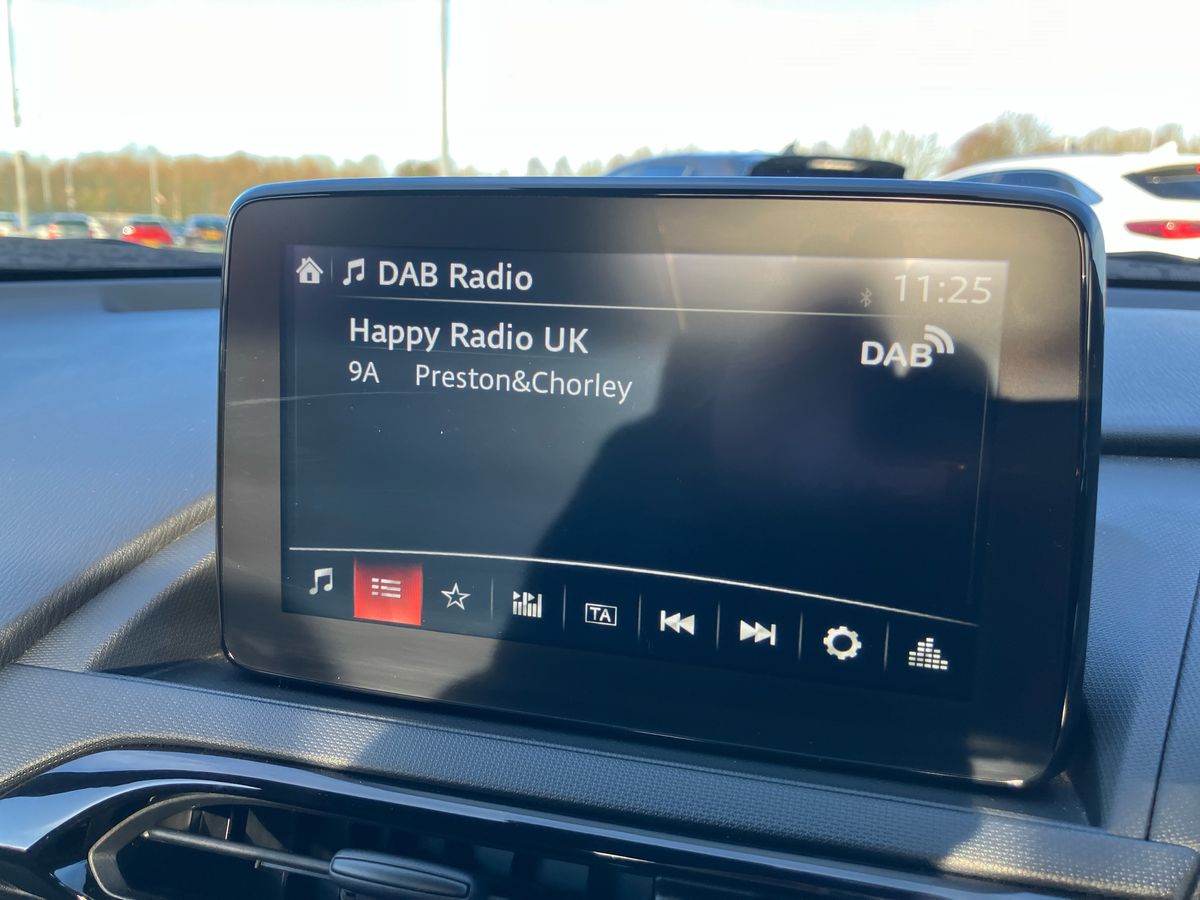 DAB Radio
11:25
Happy Radio UK
DAB
9A Preston&Chorley
TA